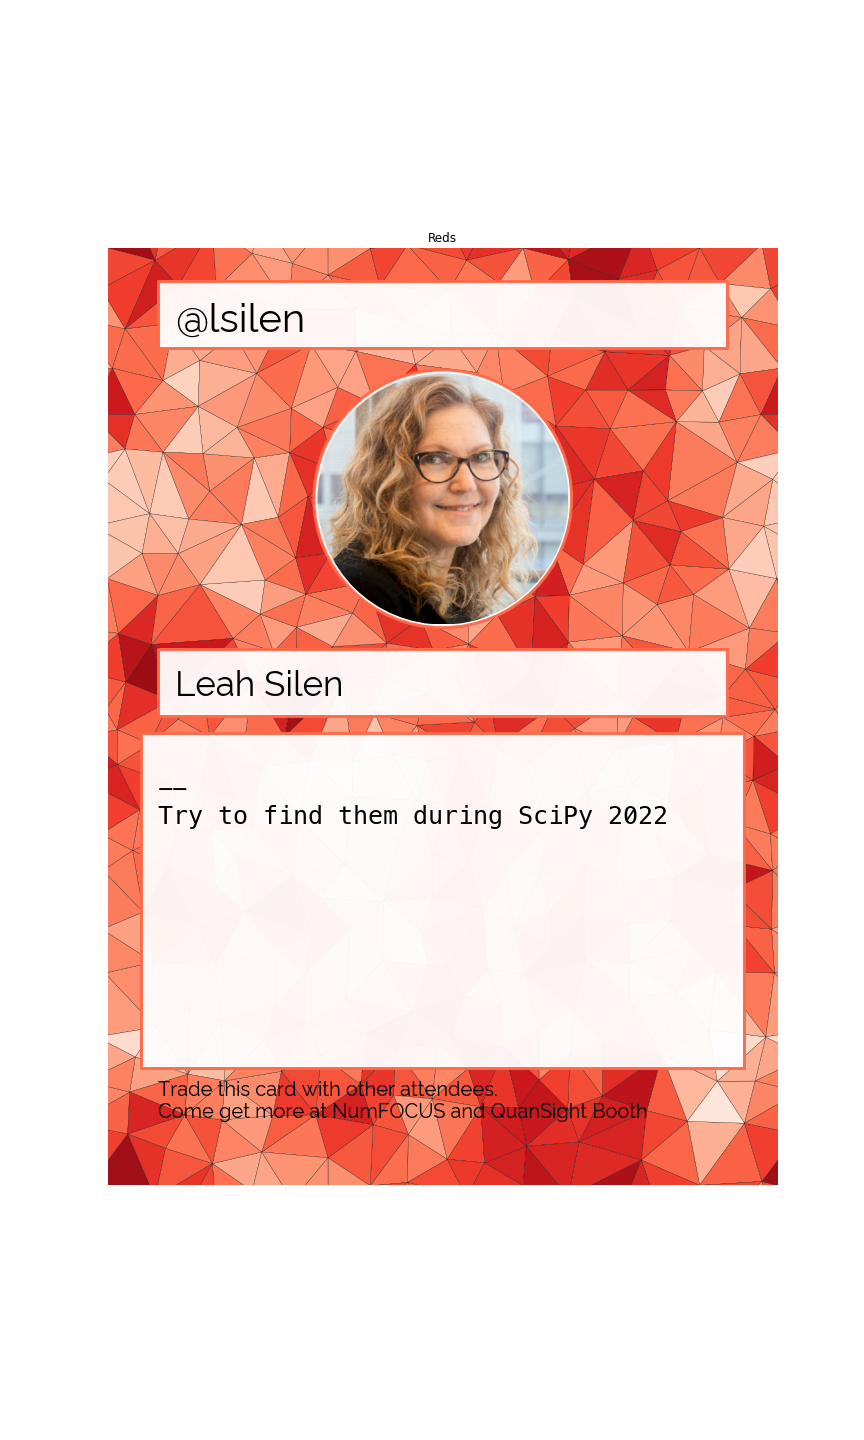 Reds
@lsilen
Leah Silen
——
Try to find them during SciPy 2022
Trade this card with other attendees.
Come get more at NumFOCUS and QuanSight Booth